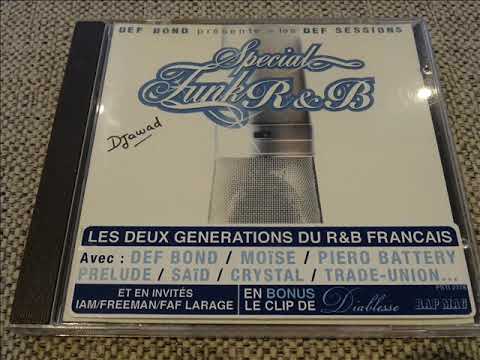 DEF BOND présente les DEF SESSIONS
Special
Funk R&B
Djawad
LES DEUX GENERATIONS DU R&B FRANCAIS
Avec : DEF BOND / MOÏSE / PIERO BATTERY
PRELUDE / SAÏD / CRYSTAL / TRADE-UNION...
ET EN INVITÉS
IAM/FREEMAN/FAF LARAGE
EN BONUS
LE CLIP DE Diablesse
RAP MAG